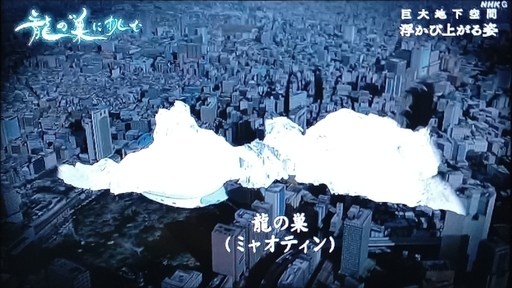 NHK G
龍の巣に挑む
巨大地下空間
浮かび上がる姿
龍の巣
(ミャオティン)